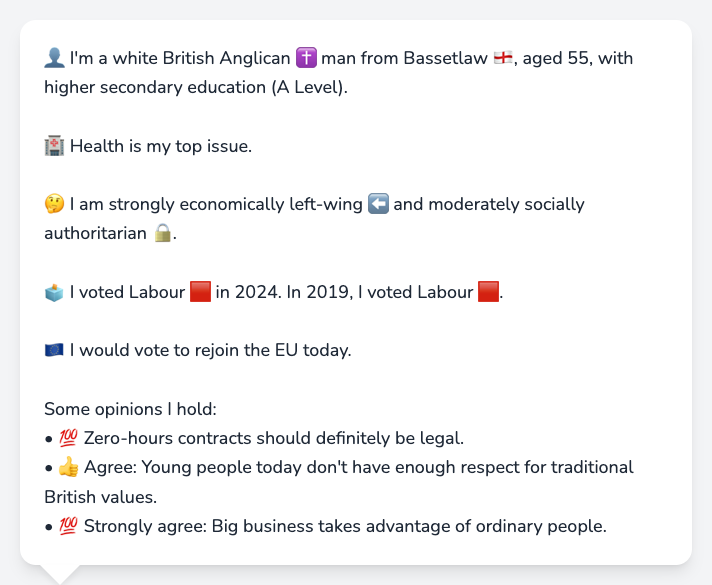 👤 I'm a white British Anglican ✝️ man from Bassetlaw 🏴󠁧󠁢󠁥󠁮󠁧󠁿, aged 55, with
higher secondary education (A Level).
🏥 Health is my top issue.
🤔 I am strongly economically left-wing ⬅️ and moderately socially
authoritarian 🔒.
🗳️ I voted Labour 🟥 in 2024. In 2019, I voted Labour 🟥.
🇪🇺 I would vote to rejoin the EU today.
Some opinions I hold:
• 💯 Zero-hours contracts should definitely be legal.
• 👍 Agree: Young people today don't have enough respect for traditional
British values.
• 💯 Strongly agree: Big business takes advantage of ordinary people.